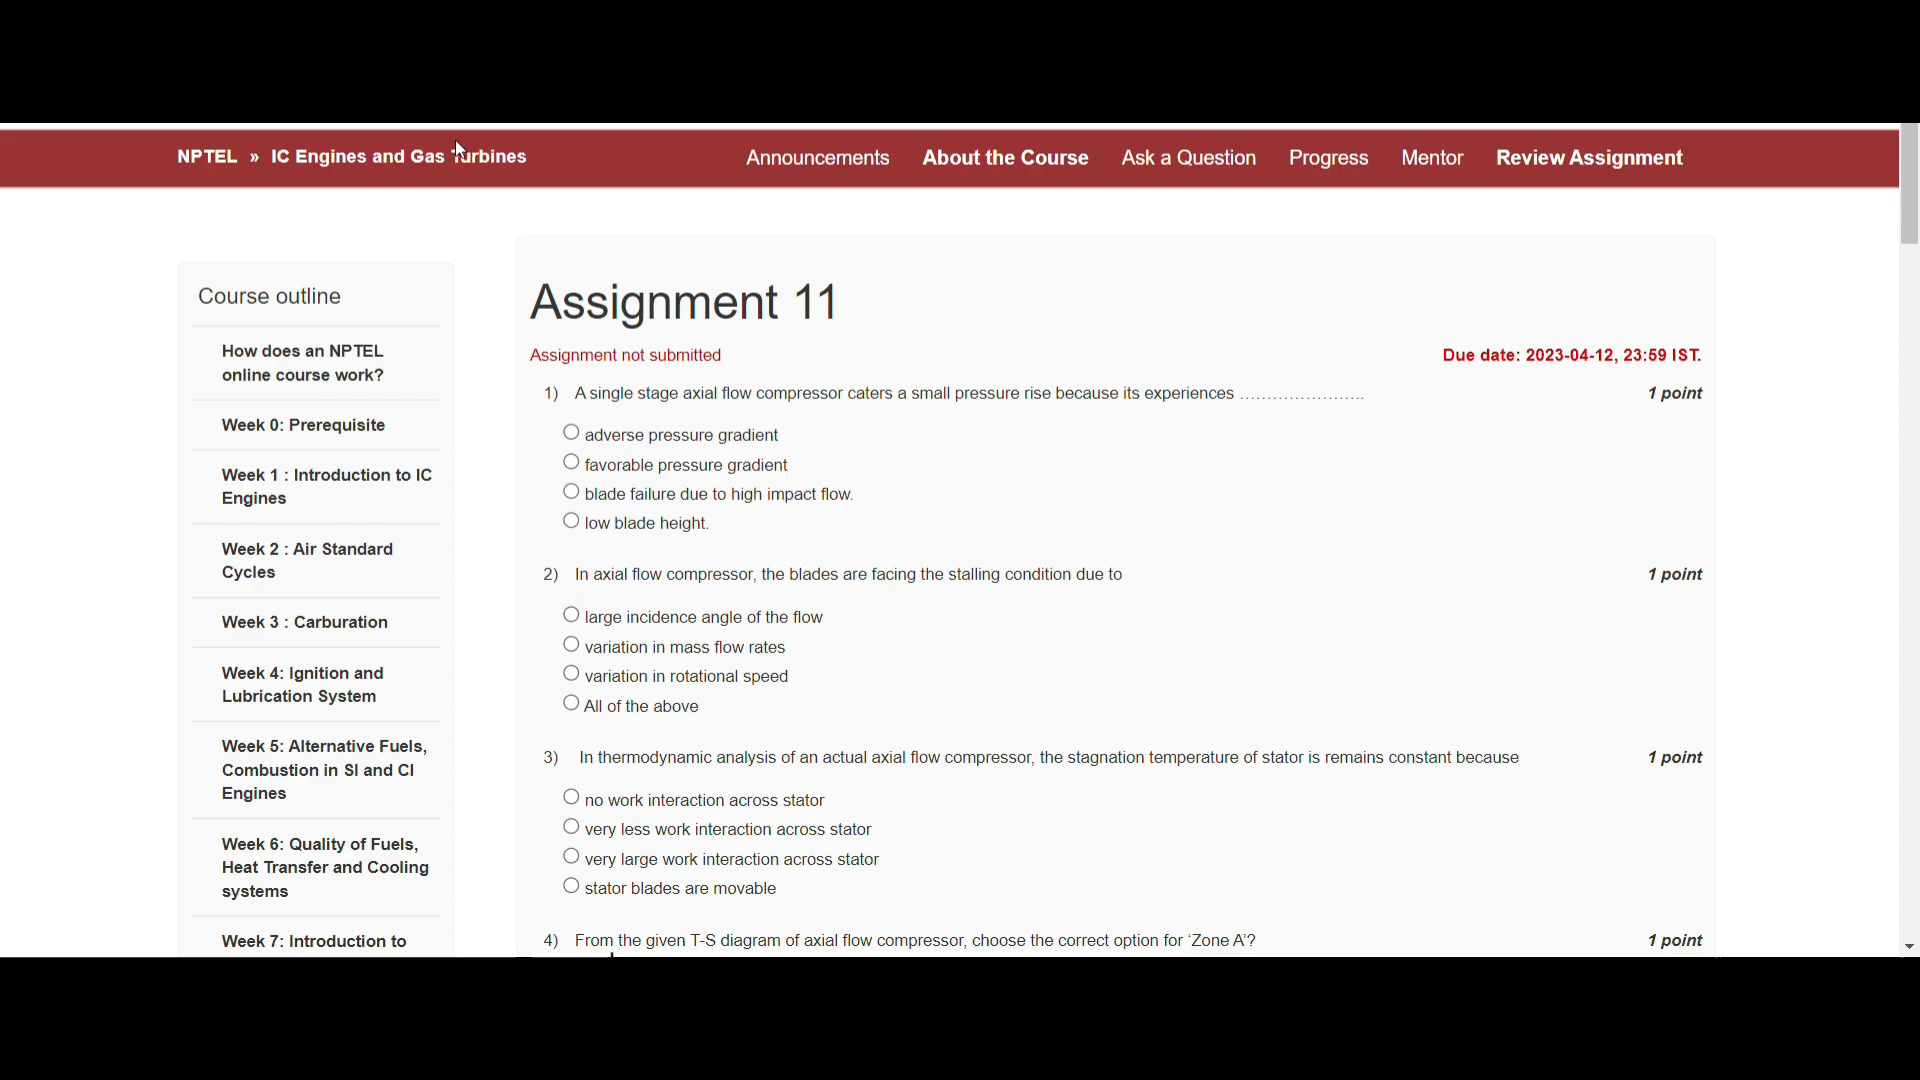 NPTEL » IC Engines and Gas Turbines
Announcements About the Course Ask a Question Progress Mentor Review Assignment
Course outline
How does an NPTEL
online course work?
Week 0: Prerequisite
Week 1 : Introduction to IC
Engines
Week 2 : Air Standard
Cycles
Week 3 : Carburation
Week 4: Ignition and
Lubrication System
Week 5: Alternative Fuels,
Combustion in SI and CI
Engines
Week 6: Quality of Fuels,
Heat Transfer and Cooling
systems
Week 7: Introduction to
Assignment 11
Assignment not submitted Due date: 2023-04-12, 23:59 IST.
1) A single stage axial flow compressor caters a small pressure rise because its experiences ....................... 1 point
adverse pressure gradient
favorable pressure gradient
blade failure due to high impact flow.
low blade height.
2) In axial flow compressor, the blades are facing the stalling condition due to 1 point
large incidence angle of the flow
variation in mass flow rates
variation in rotational speed
All of the above
3) In thermodynamic analysis of an actual axial flow compressor, the stagnation temperature of stator is remains constant because 1 point
no work interaction across stator
very less work interaction across stator
very large work interaction across stator
stator blades are movable
4) From the given T-S diagram of axial flow compressor, choose the correct option for ‘Zone A’? 1 point